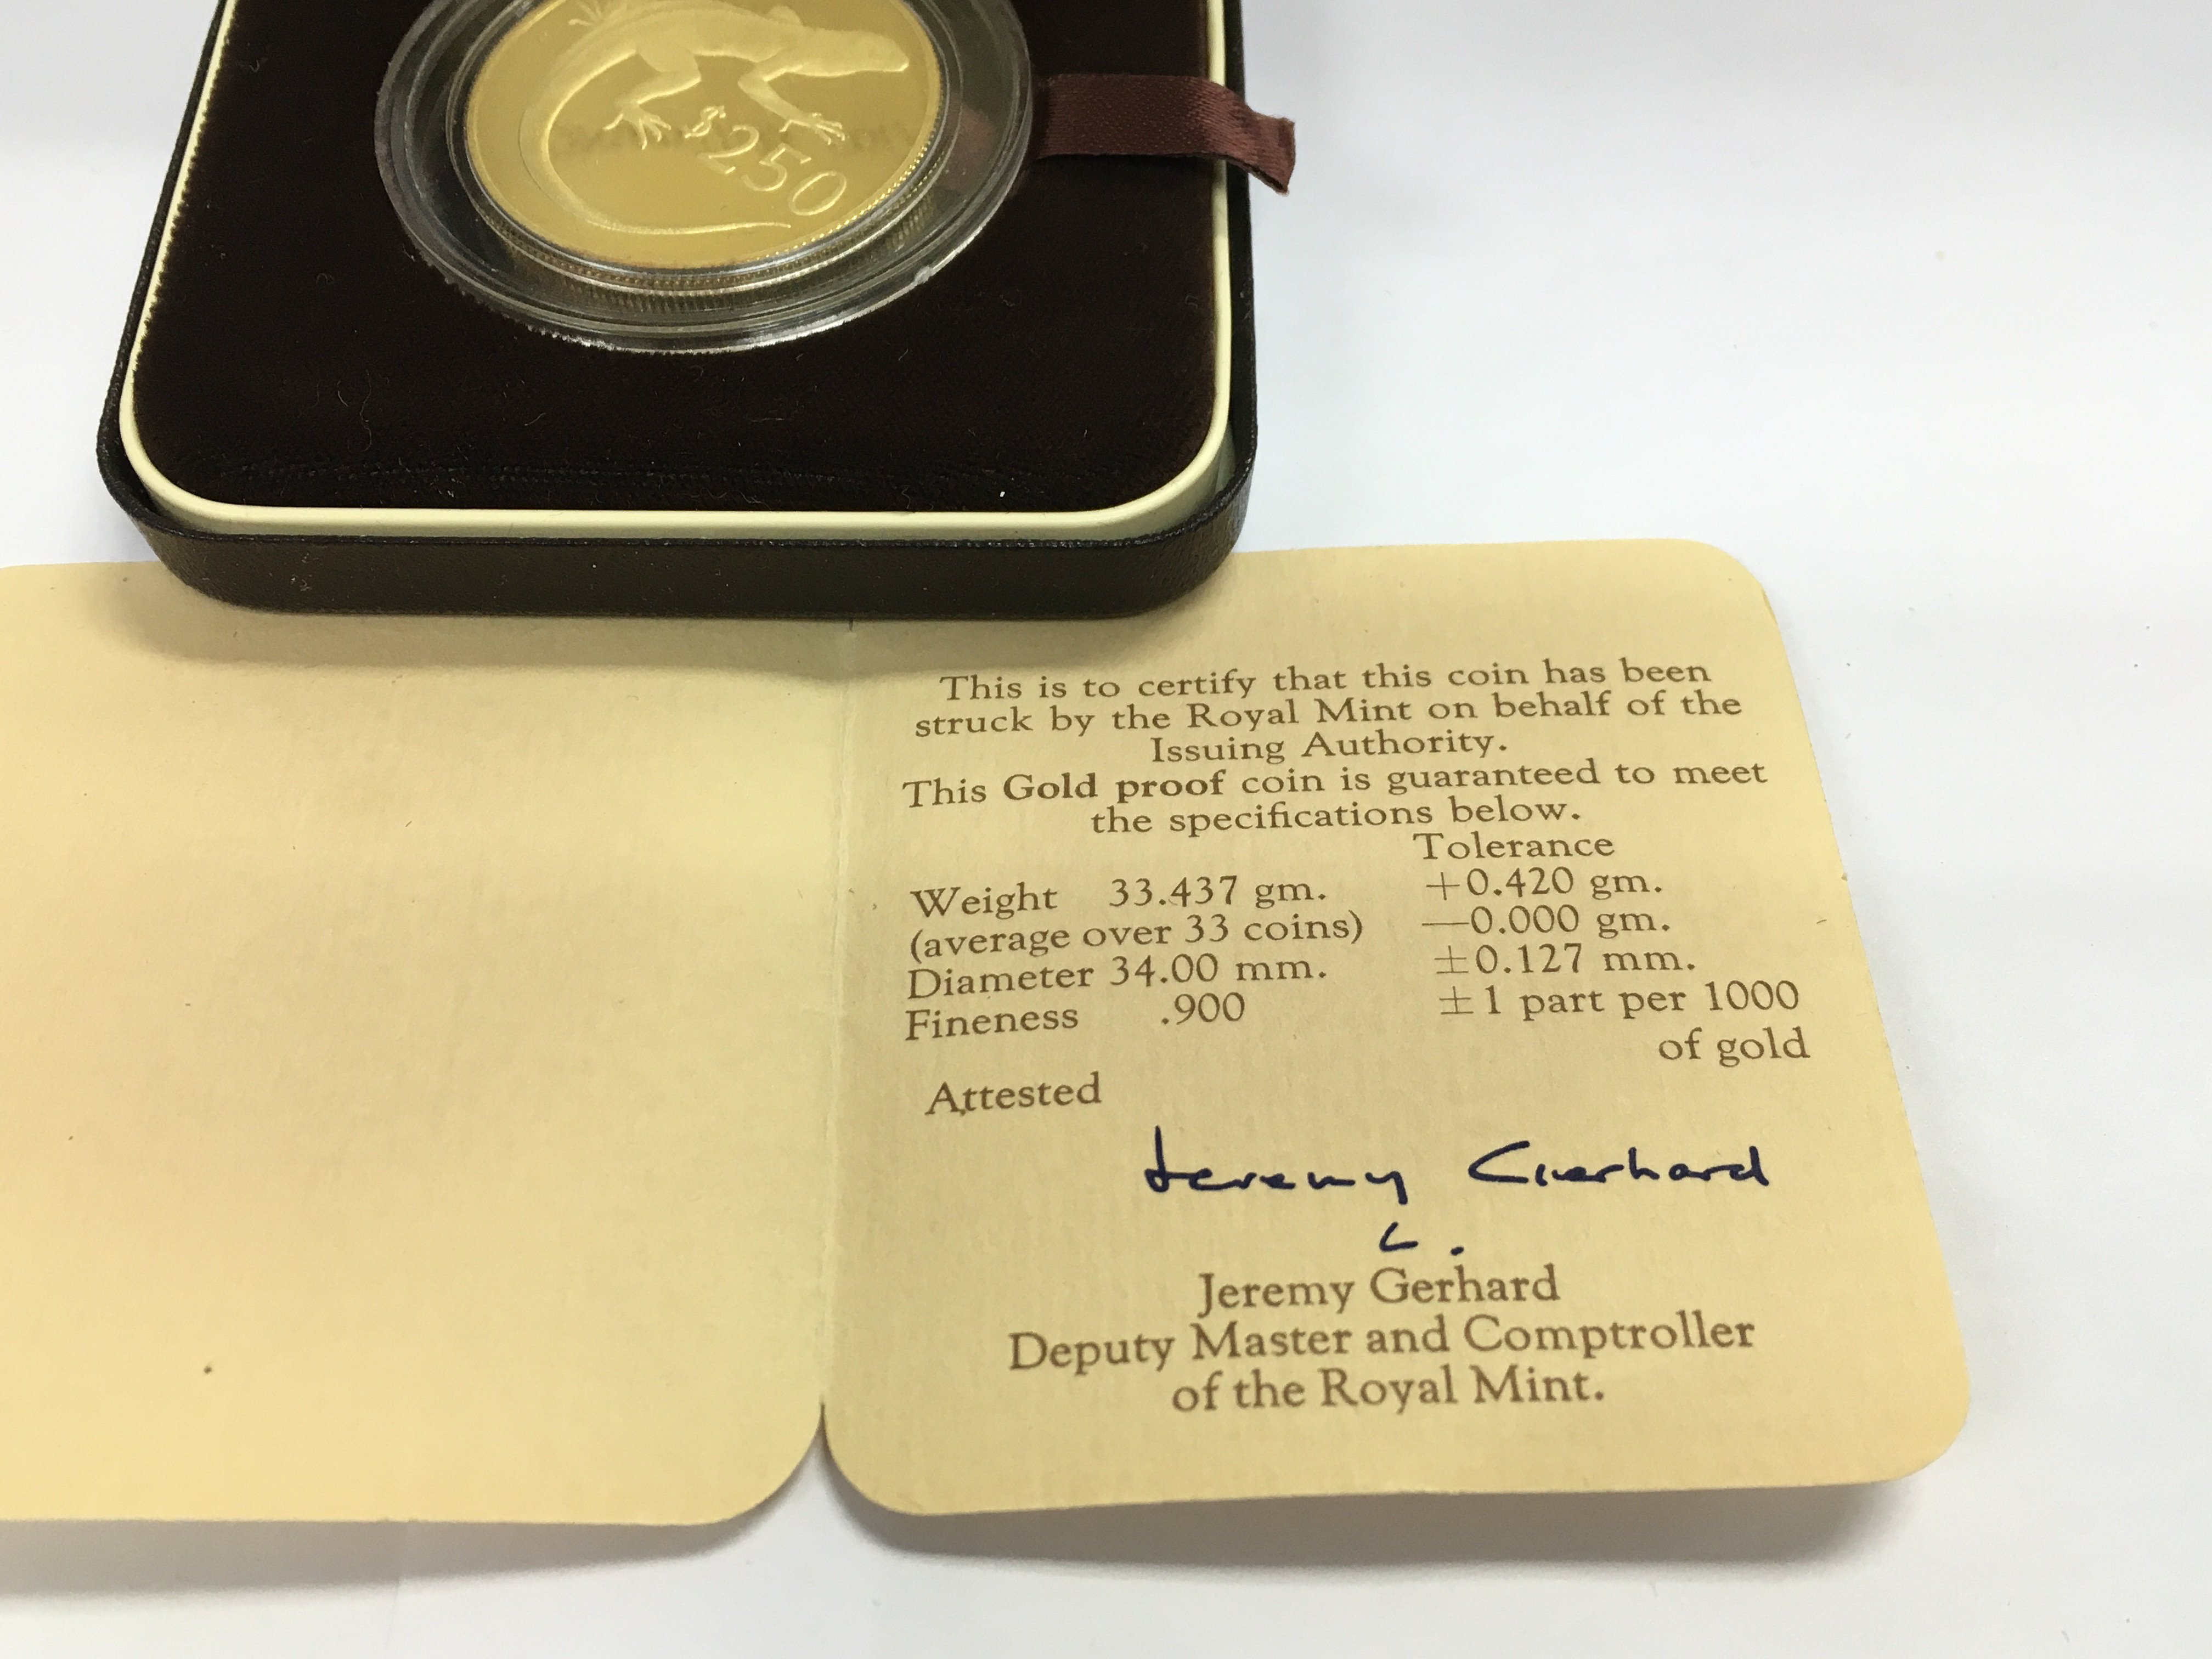 $250
This is to certify that this coin has been
struck by the Royal Mint on behalf of the
Issuing Authority.
This Gold proof coin is guaranteed to meet
the specifications below.
Tolerance
Weight 33.437 gm. +0.420 gm.
(average over 33 coins) —0.000 gm.
Diameter 34.00 mm. ±0.127 mm.
Fineness .900 ±1 part per 1000
of gold
Attested
Jeremy Gerhard
Jeremy Gerhard
Deputy Master and Comptroller
of the Royal Mint.